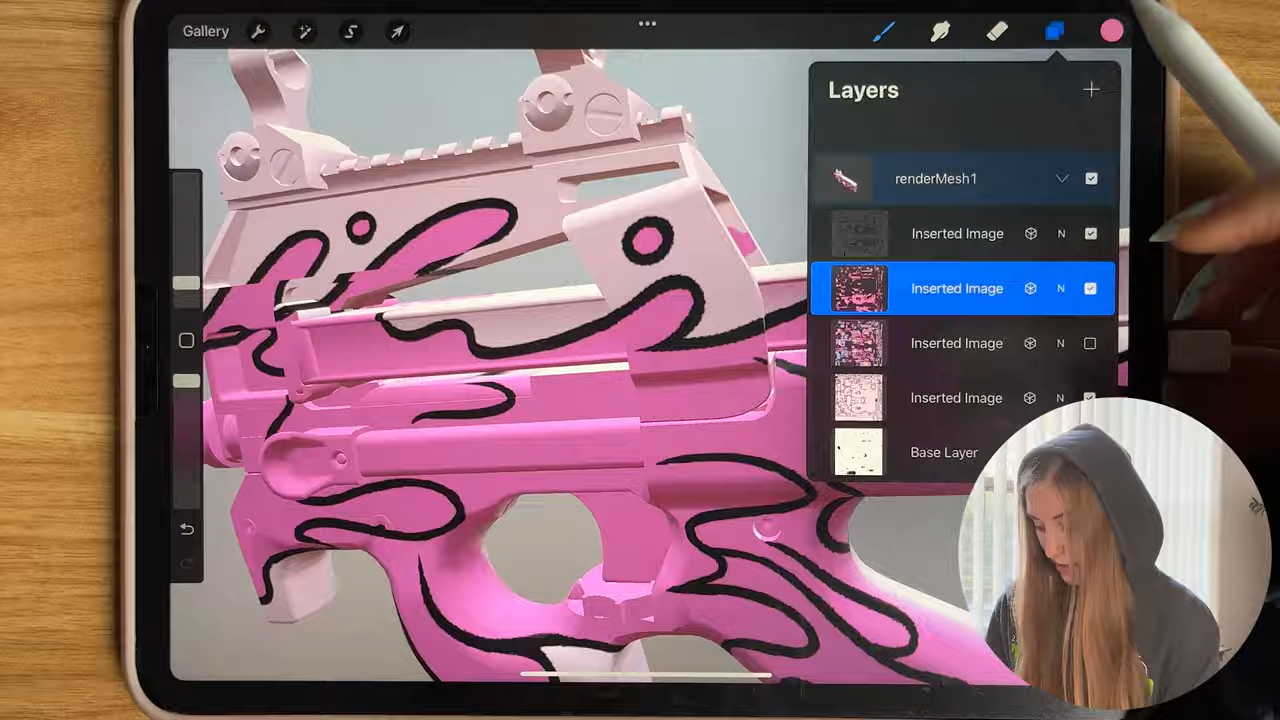 Gallery
Layers
renderMesh1
Inserted Image N
Inserted Image N
Inserted Image N
Inserted Image N
Base Layer